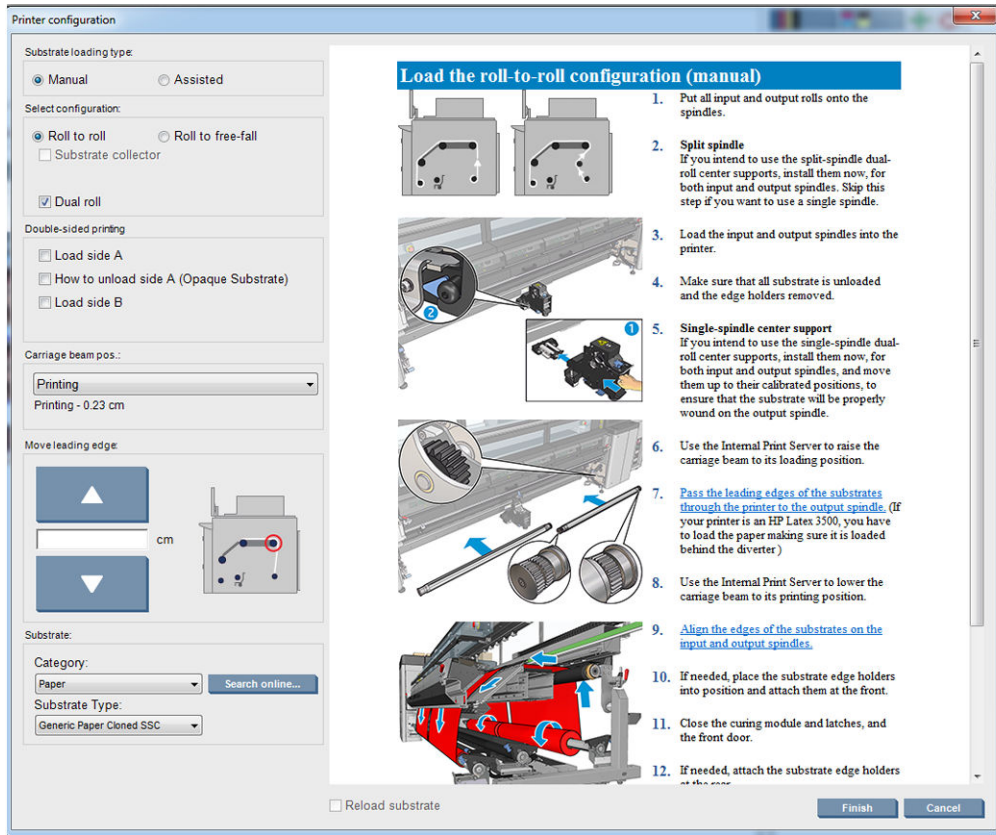 Printer configuration
Substrate loading type:
Manual
Assisted
Select configuration:
Roll to roll
Roll to free-fall
Substrate collector
Dual roll
Double-sided printing
Load side A
How to unload side A (Opaque Substrate)
Load side B
Carriage beam pos.:
Printing
Printing - 0.23 cm
Move leading edge:
cm
Substrate:
Category:
Paper
Search online...
Substrate Type:
Generic Paper Cloned SSC
Load the roll-to-roll configuration (manual)
1. Put all input and output rolls onto the
spindles.
2. Split spindle
If you intend to use the split-spindle dual-
roll center supports, install them now, for
both input and output spindles. Skip this
step if you want to use a single spindle.
3. Load the input and output spindles into the
printer.
4. Make sure that all substrate is unloaded
and the edge holders removed.
5. Single-spindle center support
If you intend to use the single-spindle dual-
roll center supports, install them now, for
both input and output spindles, and move
them up to their calibrated positions, to
ensure that the substrate will be properly
wound on the output spindle.
6. Use the Internal Print Server to raise the
carriage beam to its loading position.
7. Pass the leading edges of the substrates
through the printer to the output spindle. (If
your printer is an HP Latex 3500, you have
to load the paper making sure it is loaded
behind the diverter )
8. Use the Internal Print Server to lower the
carriage beam to its printing position.
9. Align the edges of the substrates on the
input and output spindles.
10. If needed, place the substrate edge holders
into position and attach them at the front.
11. Close the curing module and latches, and
the front door.
12. If needed, attach the substrate edge holders
at the rear.
2
1
Reload substrate
Finish
Cancel